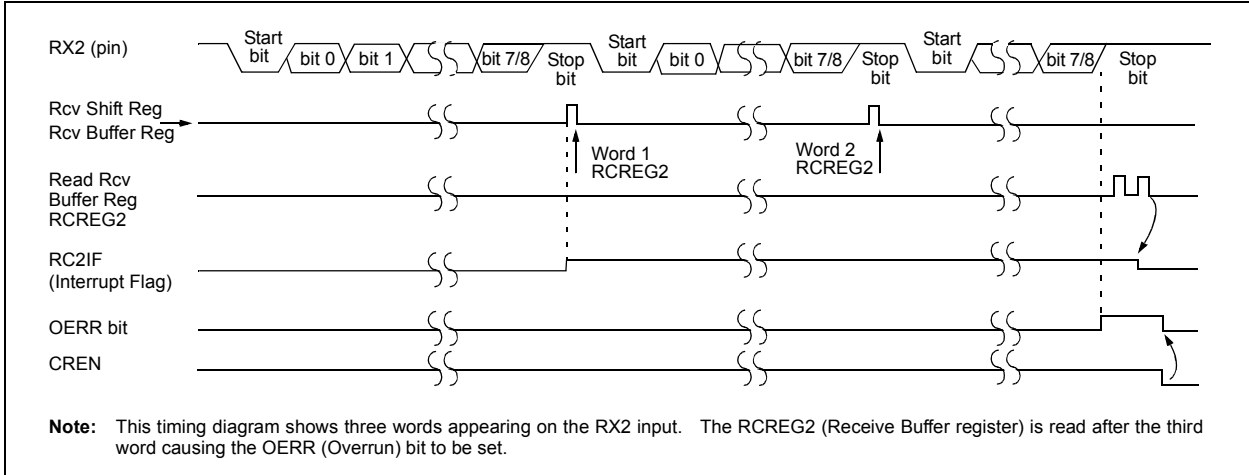 RX2 (pin)
Start
bit
bit 0
bit 1
bit 7/8
Stop
bit
Start
bit
bit 0
bit 7/8
Stop
bit
Start
bit
bit 7/8
Stop
bit
Rcv Shift Reg
Rcv Buffer Reg
Word 1
RCREG2
Word 2
RCREG2
Read Rcv
Buffer Reg
RCREG2
RC2IF
(Interrupt Flag)
OERR bit
CREN
Note: This timing diagram shows three words appearing on the RX2 input. The RCREG2 (Receive Buffer register) is read after the third
word causing the OERR (Overrun) bit to be set.